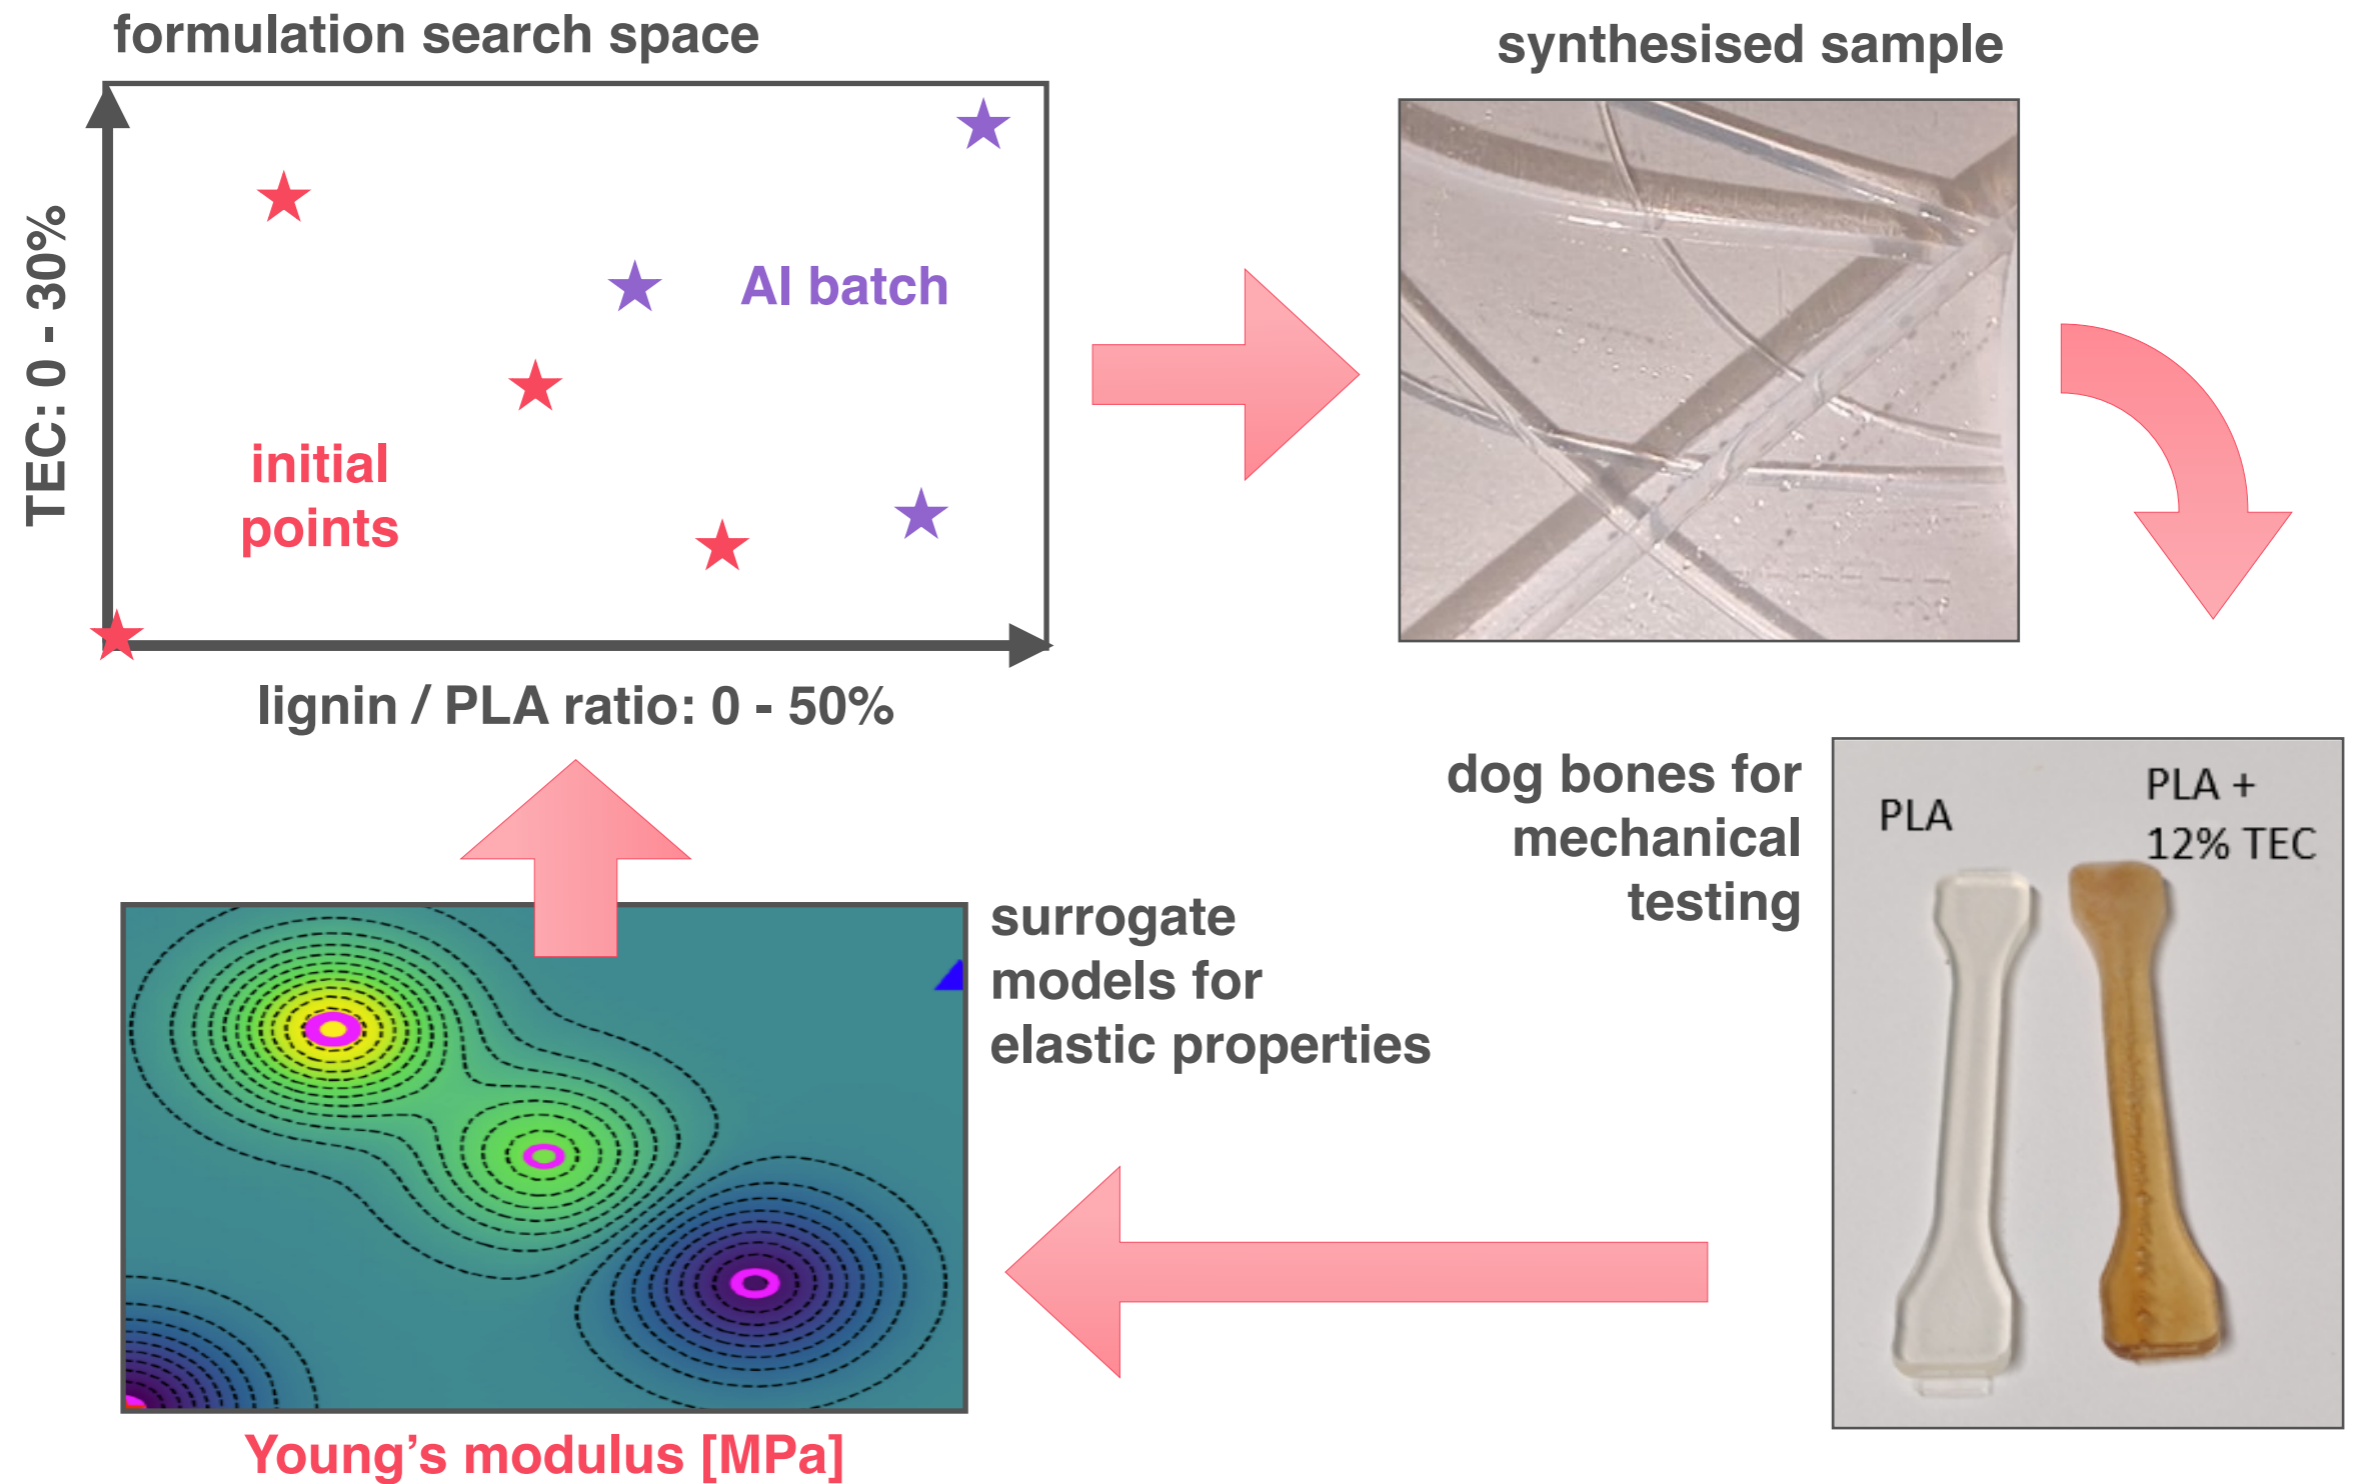 formulation search space
synthesised sample
TEC: 0 - 30%
AI batch
initial
points
lignin / PLA ratio: 0 - 50%
dog bones for
mechanical
testing
PLA
PLA +
12% TEC
surrogate
models for
elastic properties
Young’s modulus [MPa]